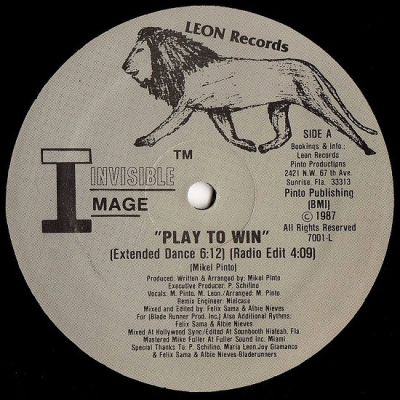 LEON Records
SIDE A
Bookings & Info.:
Leon Records
Pinto Productions
2421 N.W. 67 th Ave.
Sunrise, Fla. 33313
Pinto Publishing
(BMI)
© 1987
All Rights Reserved
7001-L
INVISIBLE TM
IMAGE
"PLAY TO WIN"
(Extended Dance 6:12) (Radio Edit 4:09)
(Mikel Pinto)
Produced, Written & Arranged by: Mikel Pinto
Executive Producer: P. Schifino
Vocals: M. Pinto, M. Leon./Arranged: M. Pinto
Remix Engineer: Nielcase
Mixed and Edited by: Felix Sama & Albie Nieves
For (Blade Runner Prod. Inc.) Also Additional Rythms:
Felix Sama & Albie Nieves
Mixed At Hollywood Sync/Edited At Sounbooth Hialeah, Fla.
Mastered Mike Fuller At Fuller Sound Inc. Miami
Special Thanks To: P. Schifino, Maria Leon,Joy Glamanco
& Felix Sama & Albie Nieves-Bladerunners